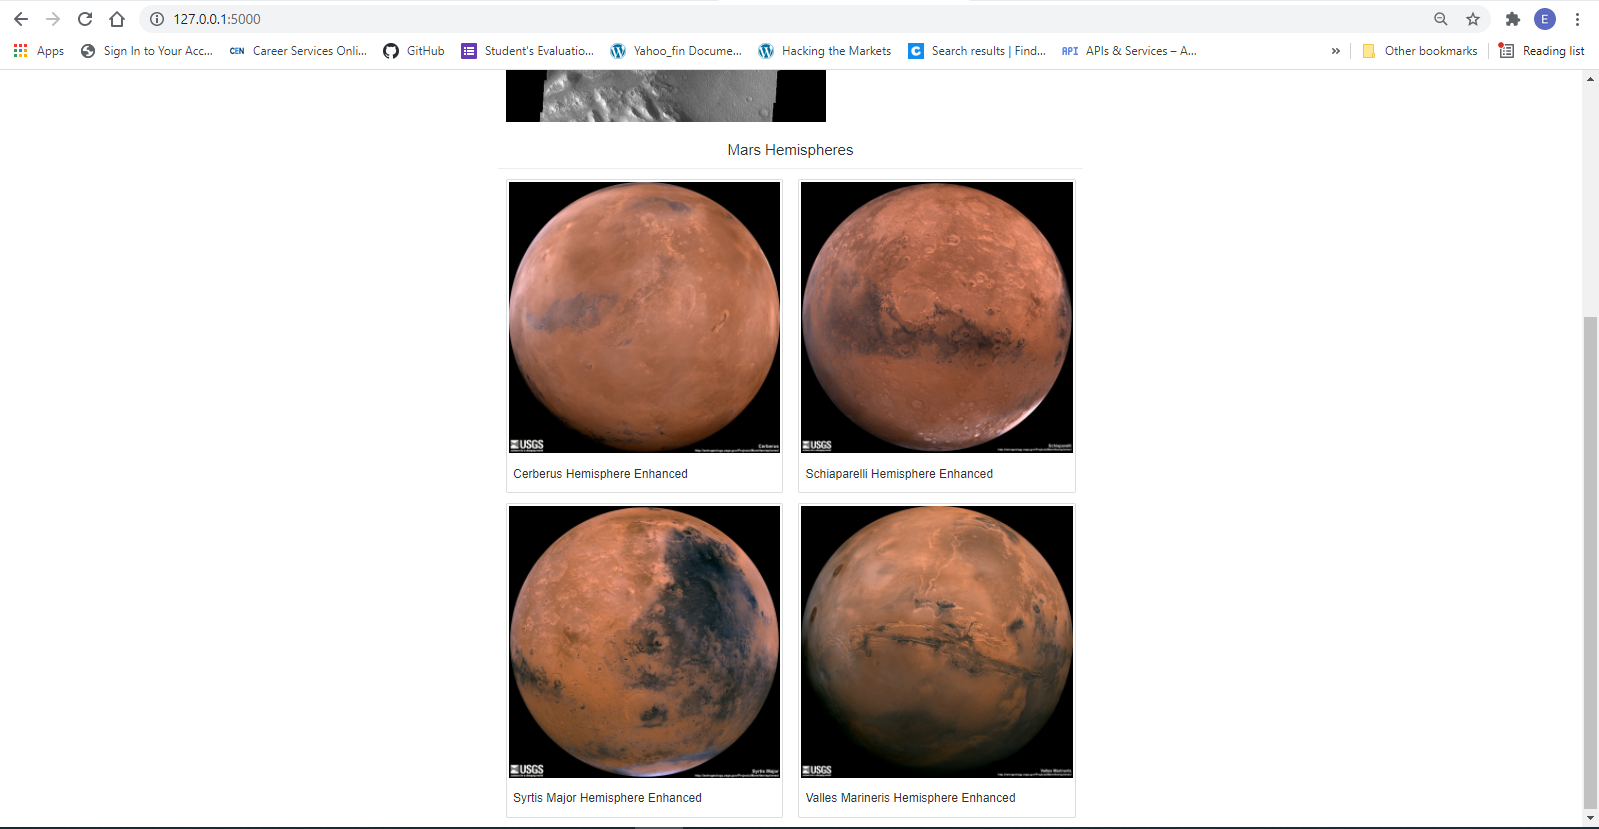 127.0.0.1:5000
E
Apps
Sign In to Your Acc...
CEN Career Services Onli...
GitHub
Student's Evaluatio...
Yahoo_fin Docume...
Hacking the Markets
C Search results | Find...
API APIs & Services – A...
»
Other bookmarks
Reading list
Mars Hemispheres
USGS
Cerberus
USGS
Schiaparelli
Cerberus Hemisphere Enhanced
Schiaparelli Hemisphere Enhanced
USGS
Syrtis Major
USGS
Valles Marineris
Syrtis Major Hemisphere Enhanced
Valles Marineris Hemisphere Enhanced